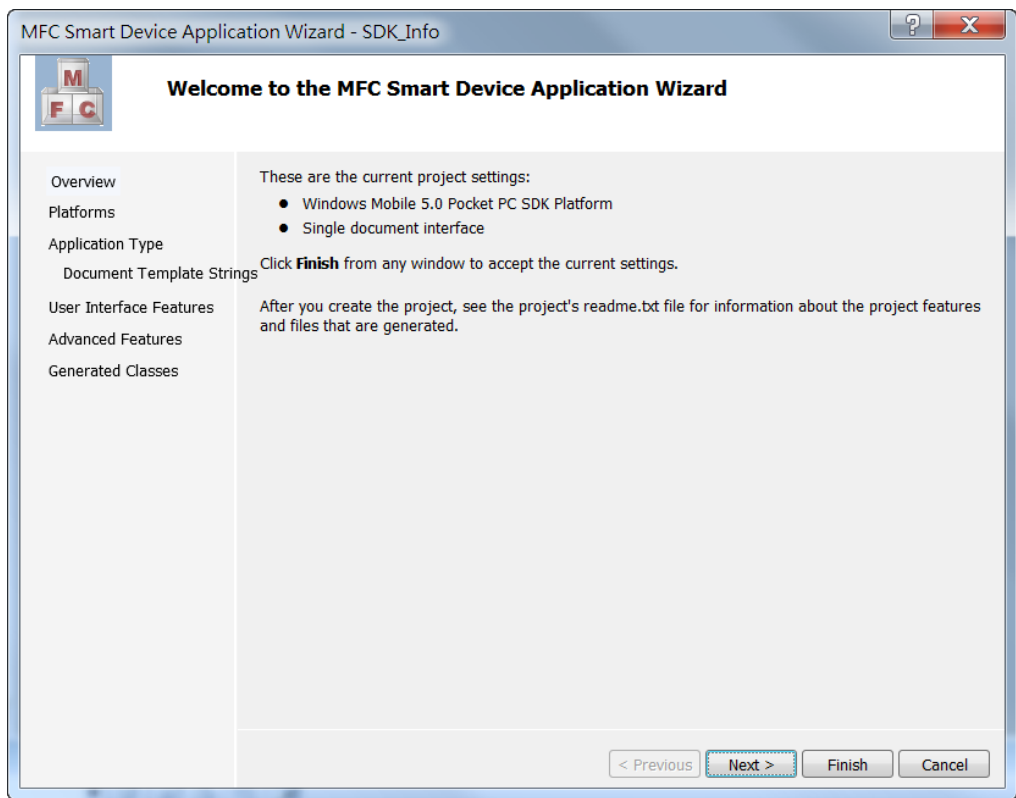 MFC Smart Device Application Wizard - SDK_Info
?
X
M
F C
Welcome to the MFC Smart Device Application Wizard
Overview
Platforms
Application Type
Document Template Strings
User Interface Features
Advanced Features
Generated Classes
These are the current project settings:
● Windows Mobile 5.0 Pocket PC SDK Platform
● Single document interface
Click Finish from any window to accept the current settings.
After you create the project, see the project's readme.txt file for information about the project features
and files that are generated.
< Previous
Next >
Finish
Cancel